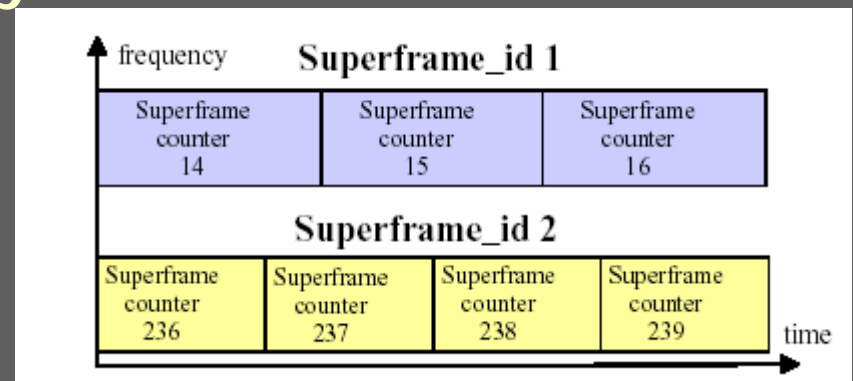 frequency
Superframe_id 1
Superframe Superframe Superframe
counter counter counter
14 15 16
Superframe_id 2
Superframe Superframe Superframe Superframe
counter counter counter counter
236 237 238 239
time